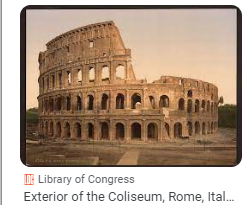 Library of Congress
Exterior of the Coliseum, Rome, Ital...